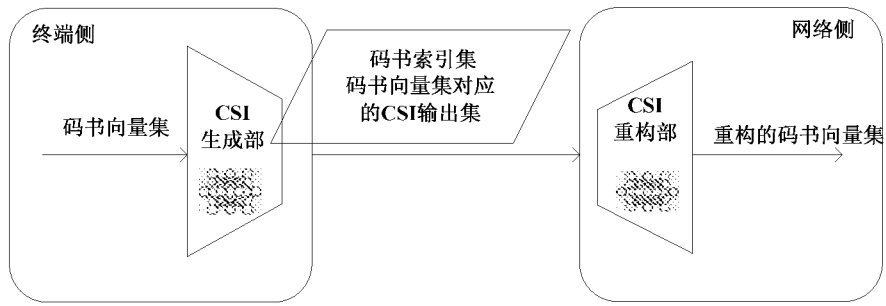 终端侧
码书向量集
CSI
生成部
码书索引集
码书向量集对应
的CSI输出集
网络侧
CSI
重构部
重构的码书向量集